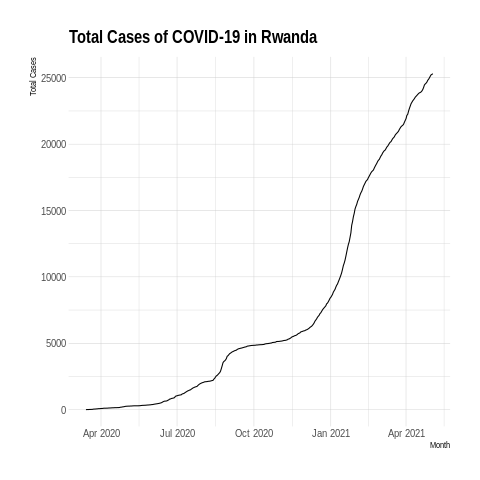 Total Cases of COVID-19 in Rwanda
Total Cases
25000
20000
15000
10000
5000
0
Apr 2020 Jul 2020 Oct 2020 Jan 2021 Apr 2021
Month